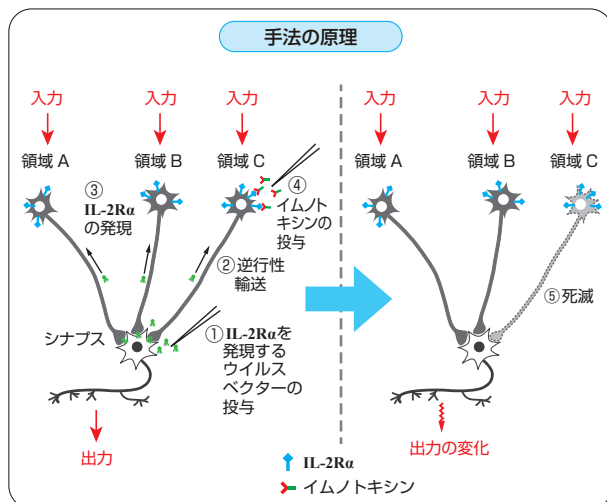 手法の原理
入力
入力
入力
領域 A
領域 B
領域 C
③
IL-2Rα
の発現
④
イムノト
キシンの
投与
②逆行性
輸送
シナプス
①IL-2Rαを
発現する
ウイルス
ベクターの
投与
出力
入力
入力
入力
領域 A
領域 B
領域 C
⑤死滅
出力の変化
IL-2Rα
イムノトキシン